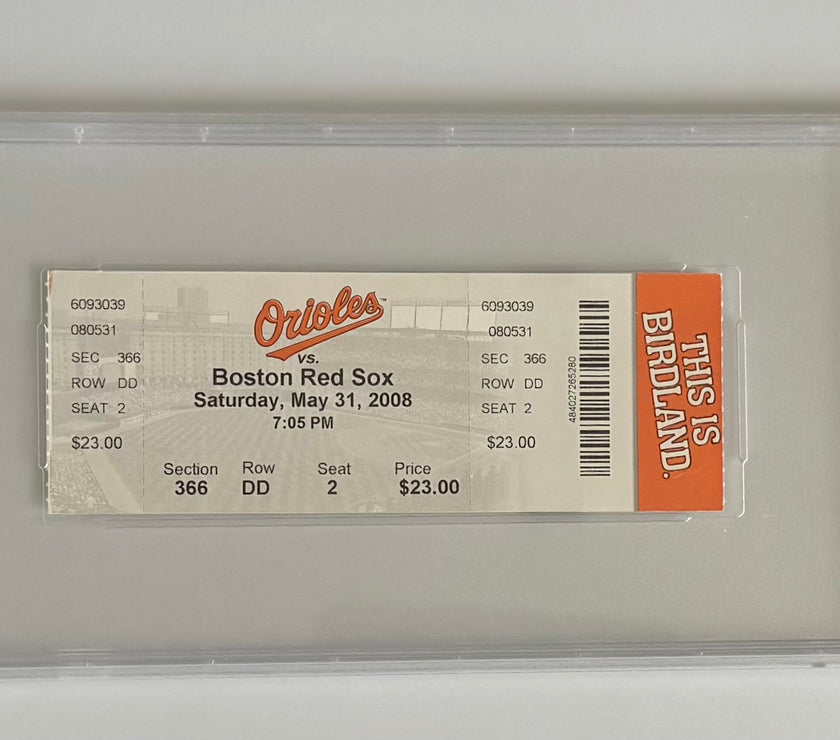 6093039
080531
SEC 366
ROW DD
SEAT 2
$23.00
Orioles™
vs.
Boston Red Sox
Saturday, May 31, 2008
7:05 PM
Section Row Seat Price
366 DD 2 $23.00
6093039
080531
SEC 366
ROW DD
SEAT 2
$23.00
484027265280
THIS IS
BIRDLAND.